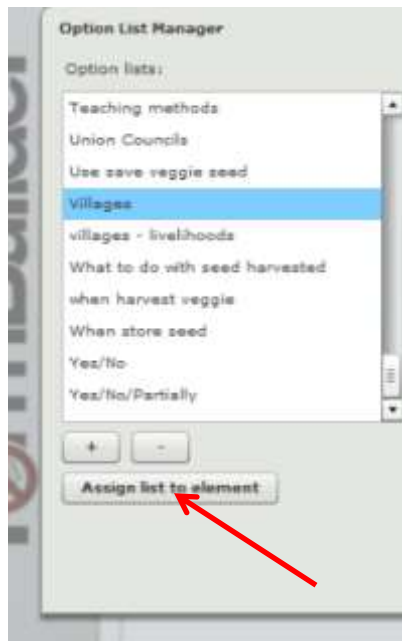 Option List Manager
Option lists:
Teaching methods
Union Councils
Use save veggie seed
Villages
villages - livelihoods
What to do with seed harvested
when harvest veggie
When store seed
Yes/No
Yes/No/Partially
+
-
Assign list to element